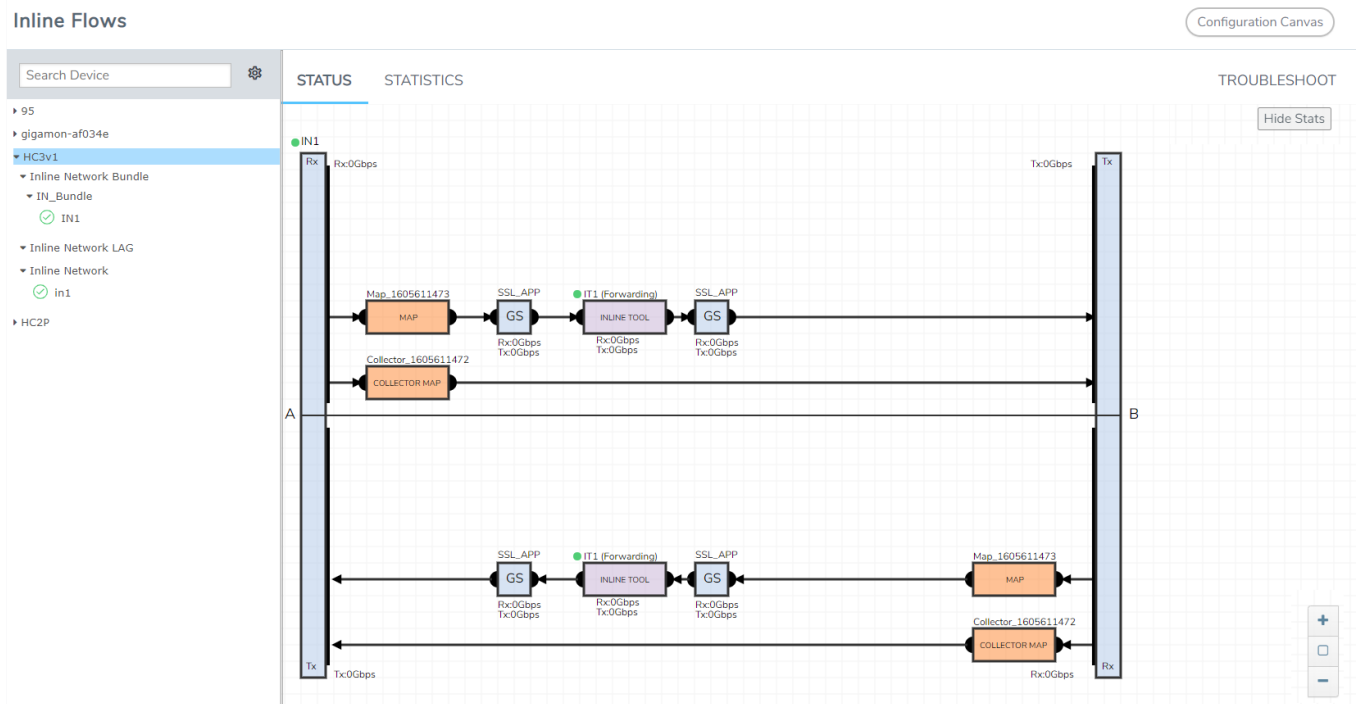 Inline Flows
Configuration Canvas
Search Device
STATUS
STATISTICS
TROUBLESHOOT
Hide Stats
95
gigamon-af034e
HC3v1
Inline Network Bundle
IN_Bundle
IN1
Inline Network LAG
Inline Network
in1
HC2P
IN1
Rx
Rx:0Gbps
Tx:0Gbps
Tx
Map_1605611473
SSL_APP
IT1 (Forwarding)
SSL_APP
MAP
GS
INLINE TOOL
GS
Rx:0Gbps
Tx:0Gbps
Rx:0Gbps
Tx:0Gbps
Rx:0Gbps
Tx:0Gbps
Collector_1605611472
COLLECTOR MAP
A
B
SSL_APP
IT1 (Forwarding)
SSL_APP
Map_1605611473
GS
INLINE TOOL
GS
MAP
Rx:0Gbps
Tx:0Gbps
Rx:0Gbps
Tx:0Gbps
Rx:0Gbps
Tx:0Gbps
Collector_1605611472
COLLECTOR MAP
Tx
Tx:0Gbps
Rx:0Gbps
Rx
+
−